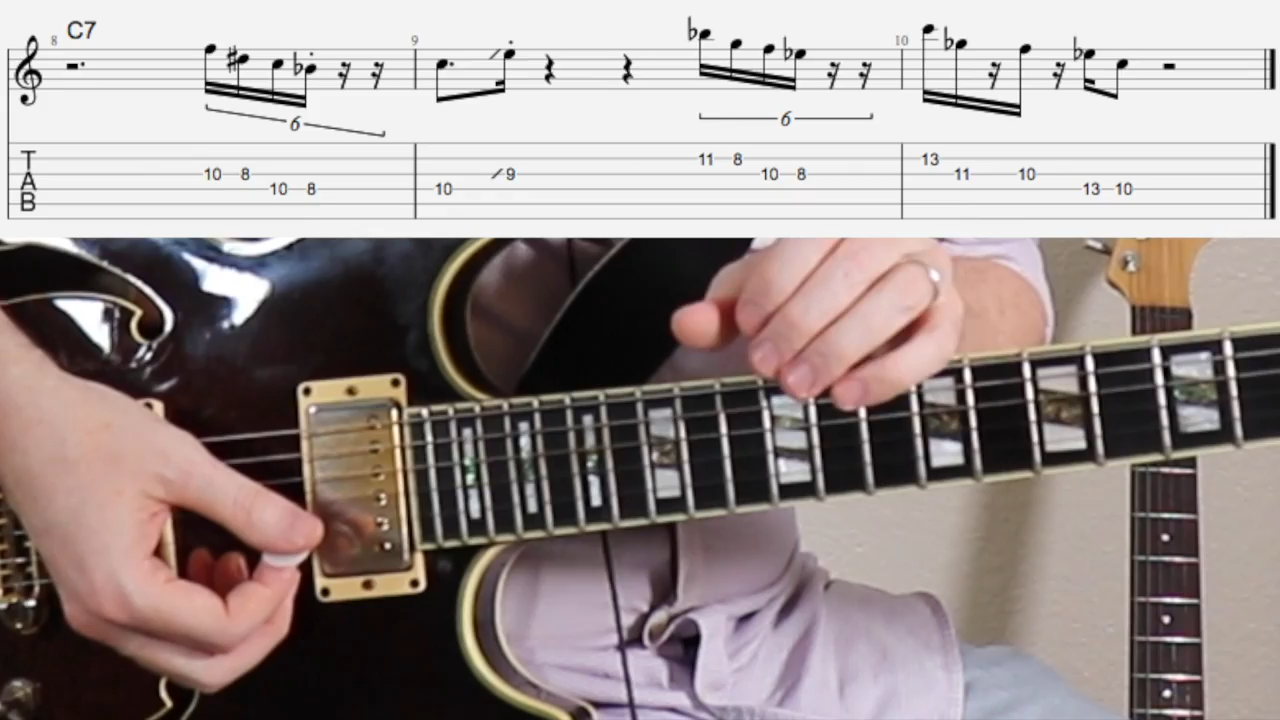 C7
8 9 10
6 6
T 11 8 13
A 10 8 9 10 8 11 10
B 10 8 10 13 10